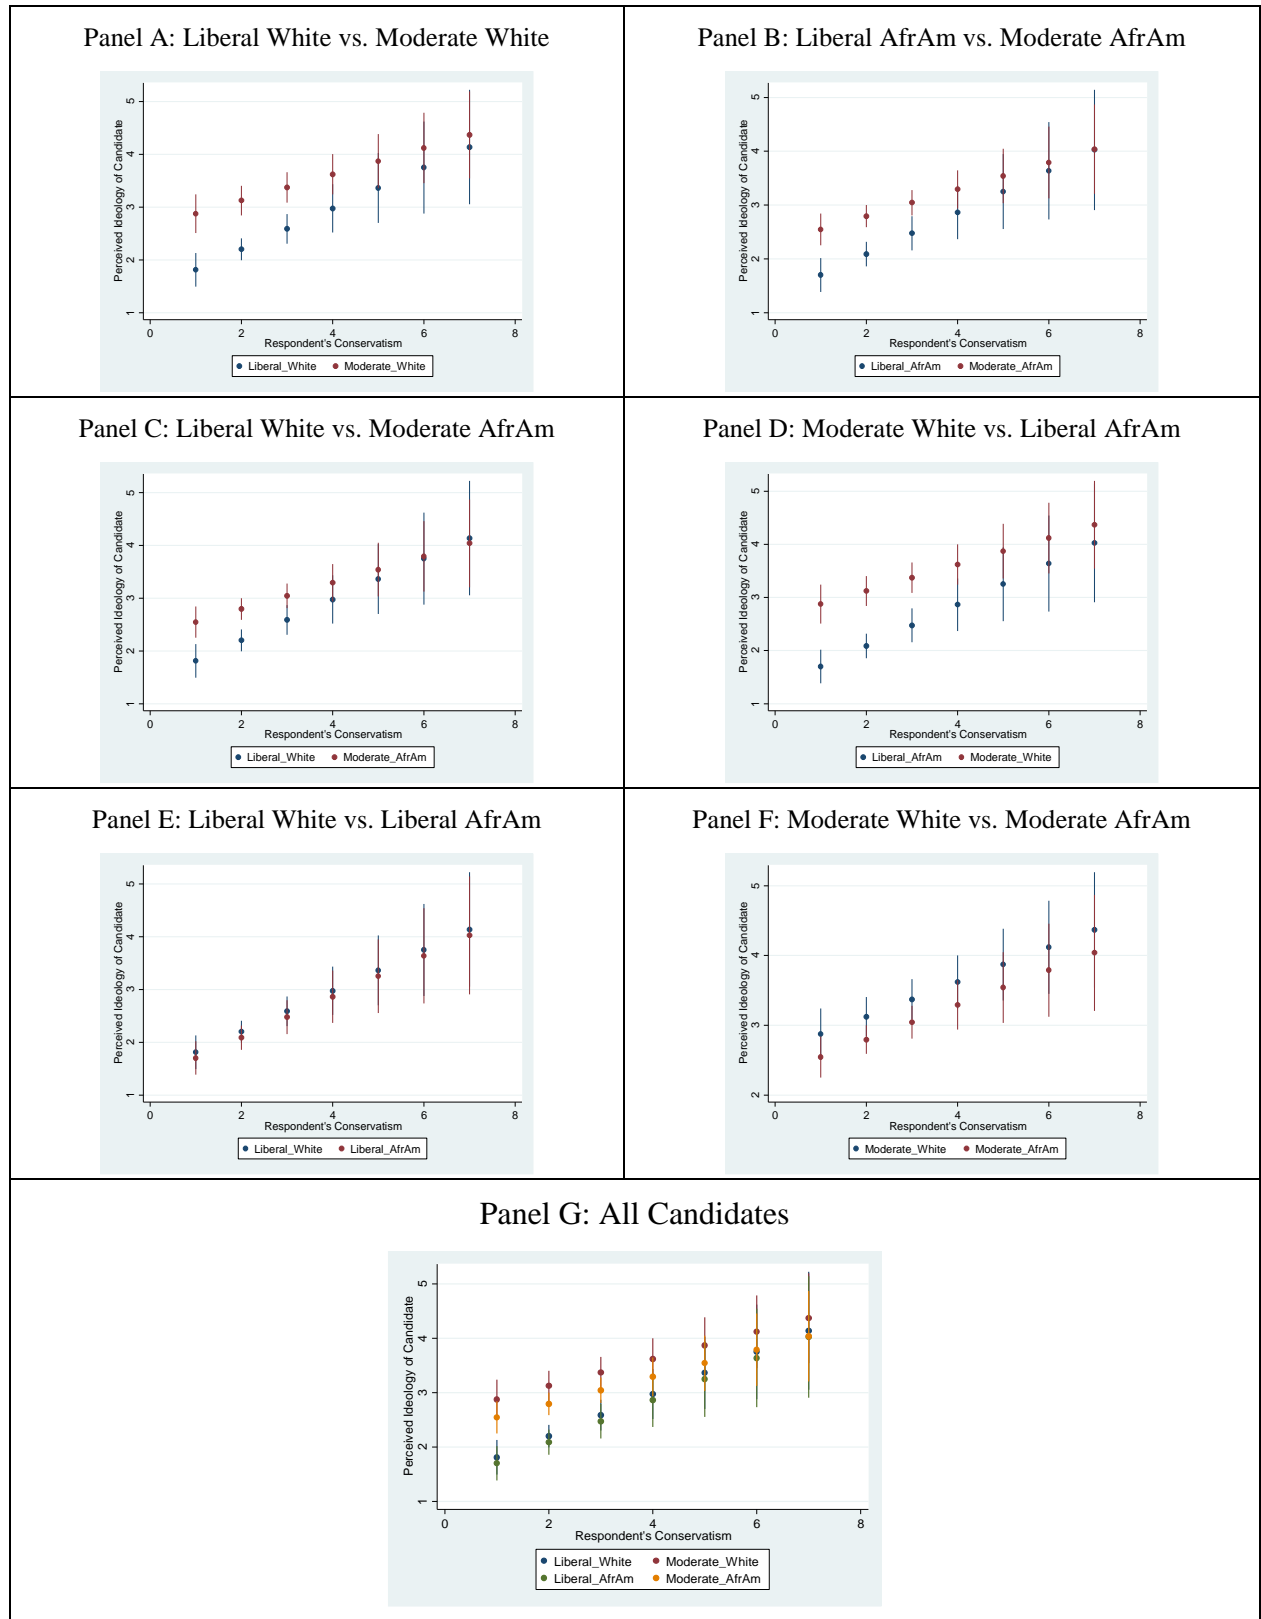 Panel A: Liberal White vs. Moderate White
Perceived Ideology of Candidate
5
4
3
2
1
0 2 4 6 8
Respondent's Conservatism
Liberal_White Moderate_White
Panel B: Liberal AfrAm vs. Moderate AfrAm
Perceived Ideology of Candidate
5
4
3
2
1
0 2 4 6 8
Respondent's Conservatism
Liberal_AfrAm Moderate_AfrAm
Panel C: Liberal White vs. Moderate AfrAm
Perceived Ideology of Candidate
5
4
3
2
1
0 2 4 6 8
Respondent's Conservatism
Liberal_White Moderate_AfrAm
Panel D: Moderate White vs. Liberal AfrAm
Perceived Ideology of Candidate
5
4
3
2
1
0 2 4 6 8
Respondent's Conservatism
Liberal_AfrAm Moderate_White
Panel E: Liberal White vs. Liberal AfrAm
Perceived Ideology of Candidate
5
4
3
2
1
0 2 4 6 8
Respondent's Conservatism
Liberal_White Liberal_AfrAm
Panel F: Moderate White vs. Moderate AfrAm
Perceived Ideology of Candidate
5
4
3
2
0 2 4 6 8
Respondent's Conservatism
Moderate_White Moderate_AfrAm
Panel G: All Candidates
Perceived Ideology of Candidate
5
4
3
2
1
0 2 4 6 8
Respondent's Conservatism
Liberal_White Moderate_White
Liberal_AfrAm Moderate_AfrAm